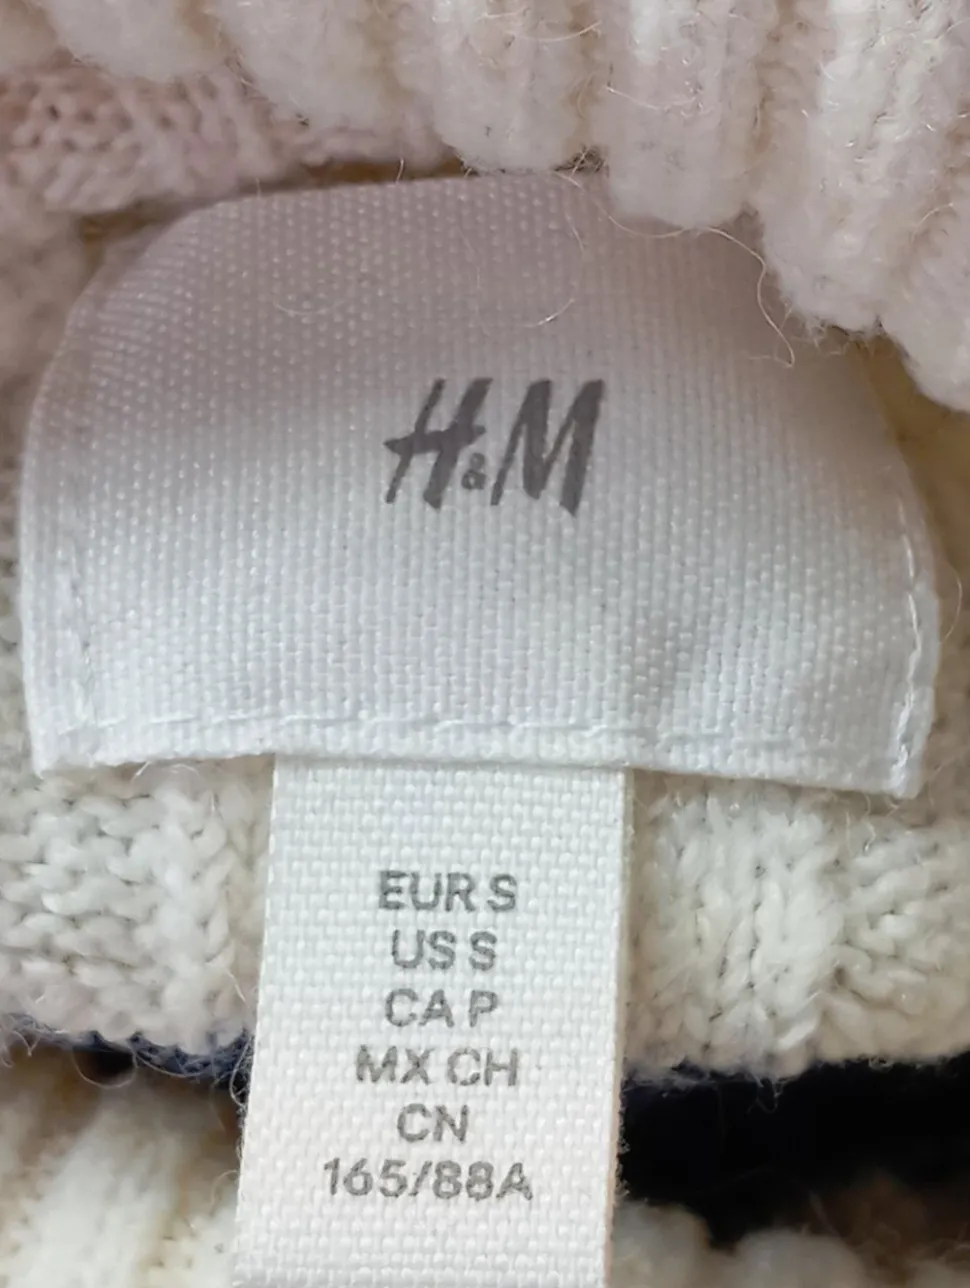 H&M
EUR S
US S
CA P
MX CH
CN
165/88A